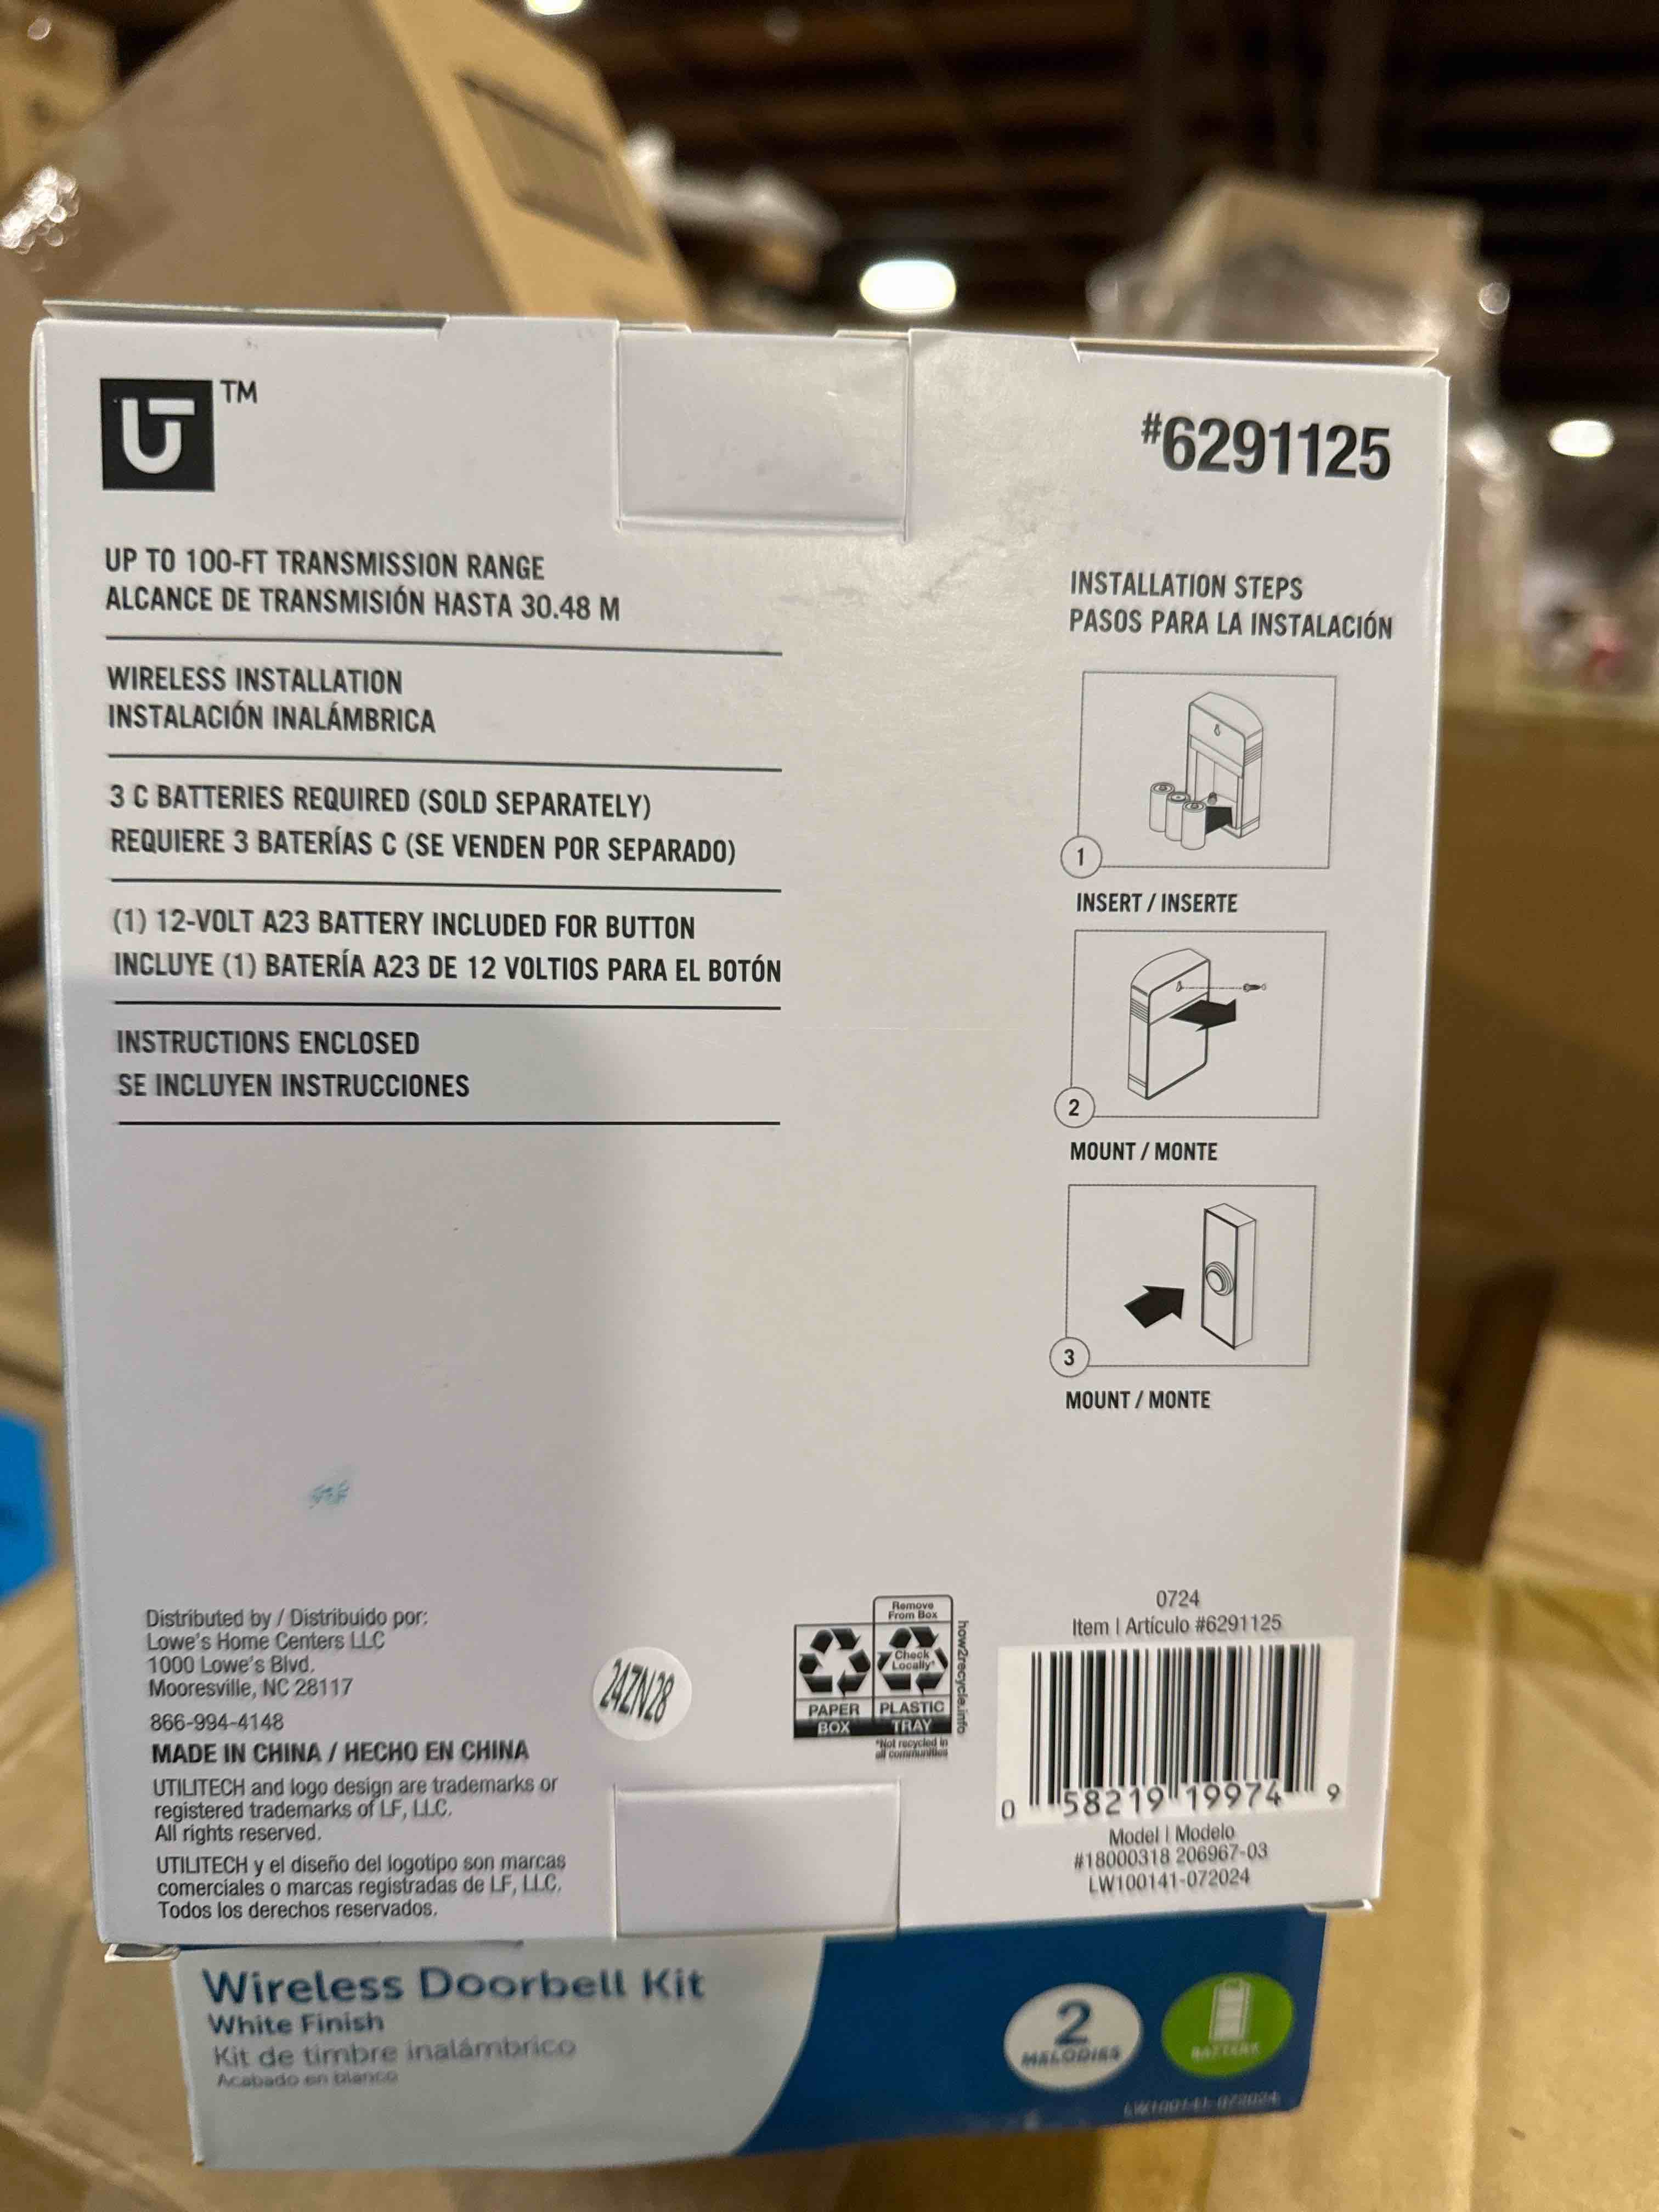 UT™
#6291125
UP TO 100-FT TRANSMISSION RANGE
ALCANCE DE TRANSMISIÓN HASTA 30.48 M
WIRELESS INSTALLATION
INSTALACIÓN INALÁMBRICA
3 C BATTERIES REQUIRED (SOLD SEPARATELY)
REQUIERE 3 BATERÍAS C (SE VENDEN POR SEPARADO)
(1) 12-VOLT A23 BATTERY INCLUDED FOR BUTTON
INCLUYE (1) BATERÍA A23 DE 12 VOLTIOS PARA EL BOTÓN
INSTRUCTIONS ENCLOSED
SE INCLUYEN INSTRUCCIONES
INSTALLATION STEPS
PASOS PARA LA INSTALACIÓN
1
INSERT / INSERTE
2
MOUNT / MONTE
3
MOUNT / MONTE
Distributed by / Distribuido por:
Lowe's Home Centers LLC
1000 Lowe's Blvd.
Mooresville, NC 28117
866-994-4148
MADE IN CHINA / HECHO EN CHINA
UTILITECH and logo design are trademarks or
registered trademarks of LF, LLC.
All rights reserved.
UTILITECH y el diseño del logotipo son marcas
comerciales o marcas registradas de LF, LLC.
Todos los derechos reservados.
24ZN28
Remove
From Box
Check
Locally*
PAPER
BOX
PLASTIC
TRAY
*Not recycled in
all communities
how2recycle.info
0724
Item | Artículo #6291125
0 58219 19974 9
Model | Modelo
#18000318 206967-03
LW100141-072024
Wireless Doorbell Kit
White Finish
Kit de timbre inalámbrico
Acabado en blanco
2
MELODIES
BATTERY
LW100141-072024